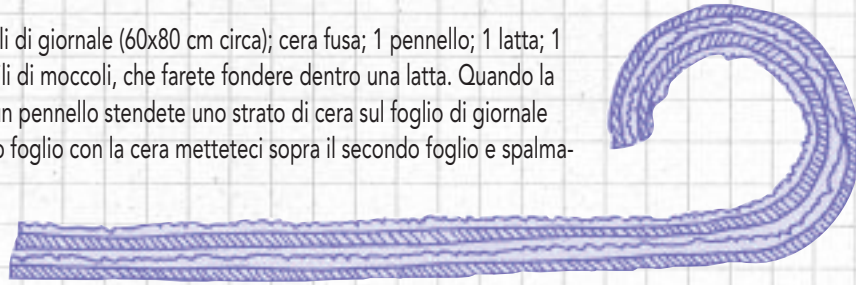 li di giornale (60x80 cm circa); cera fusa; 1 pennello; 1 latta; 1
ili di moccoli, che farete fondere dentro una latta. Quando la
un pennello stendete uno strato di cera sul foglio di giornale
o foglio con la cera metteteci sopra il secondo foglio e spalma-